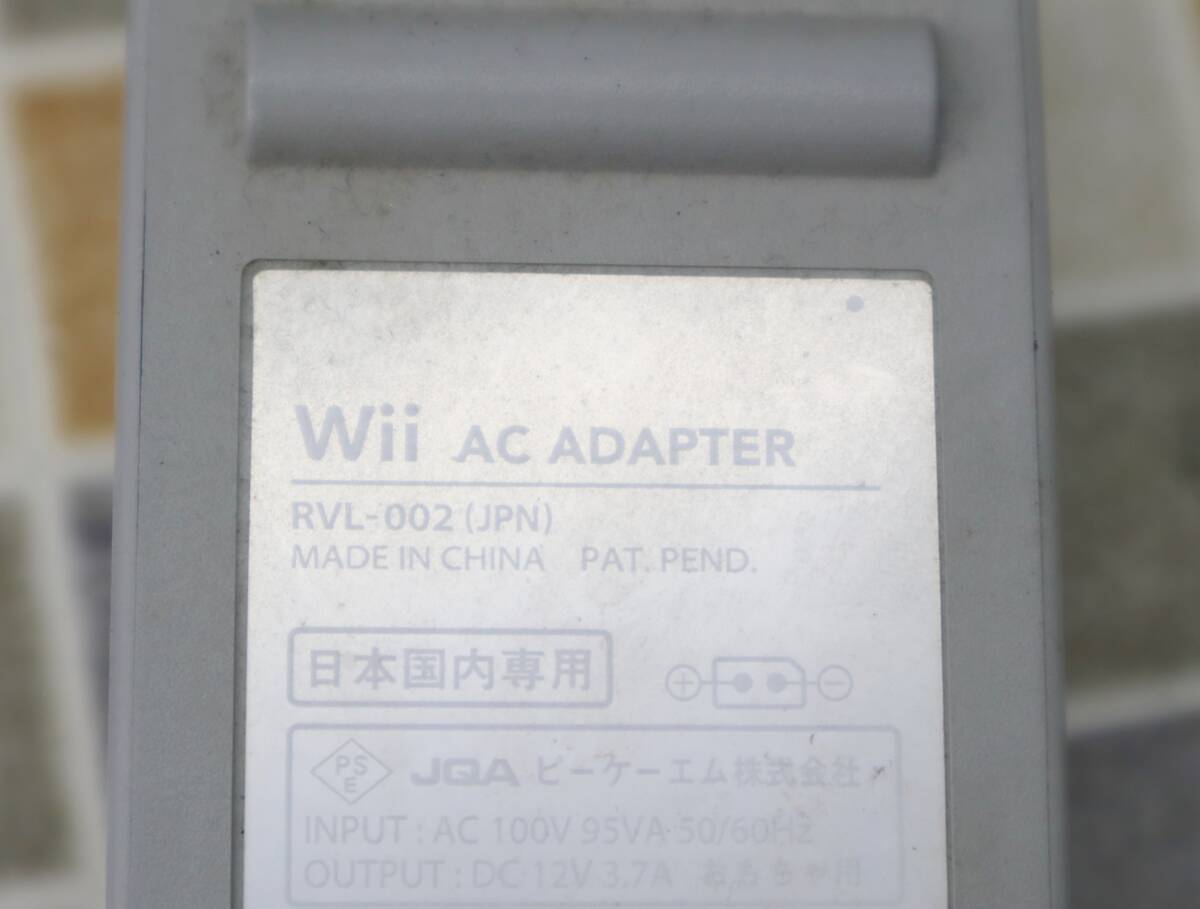 Wii AC ADAPTER
RVL-002 (JPN)
MADE IN CHINA PAT. PEND.
日本国内専用
PSE JQA ピーケーエム株式会社
INPUT : AC 100V 95VA 50/60Hz
OUTPUT : DC 12V 3.7A おもちゃ用